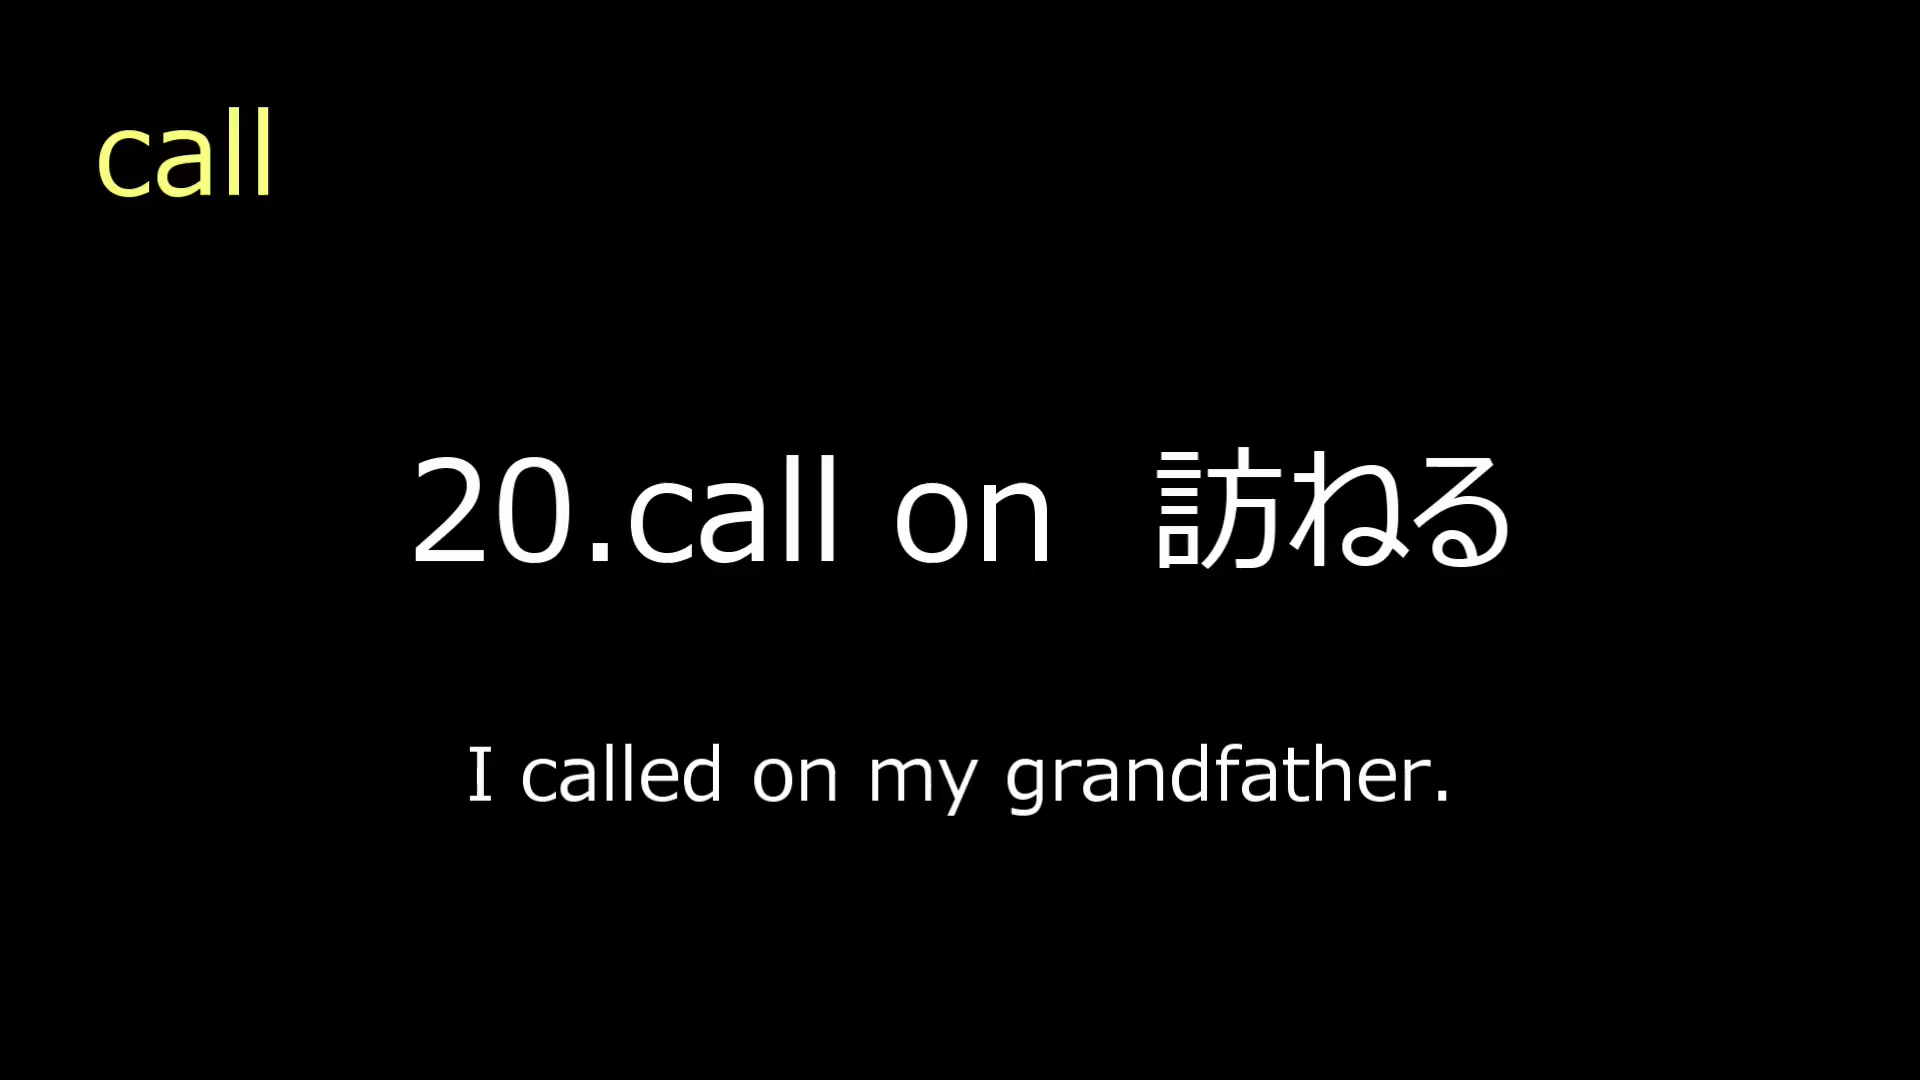 call
20.call on 訪ねる
I called on my grandfather.